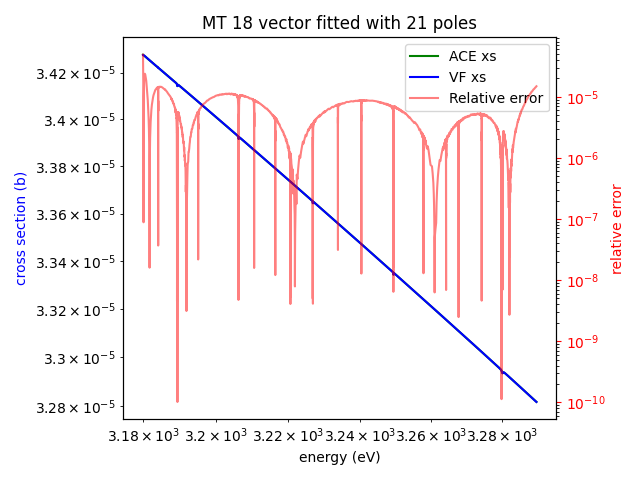 MT 18 vector fitted with 21 poles
ACE xs
VF xs
Relative error
cross section (b)
3.42 × 10⁻⁵
3.4 × 10⁻⁵
3.38 × 10⁻⁵
3.36 × 10⁻⁵
3.34 × 10⁻⁵
3.32 × 10⁻⁵
3.3 × 10⁻⁵
3.28 × 10⁻⁵
10⁻⁵
10⁻⁶
10⁻⁷
10⁻⁸
10⁻⁹
10⁻¹⁰
relative error
3.18 × 10³ 3.2 × 10³ 3.22 × 10³ 3.24 × 10³ 3.26 × 10³ 3.28 × 10³
energy (eV)